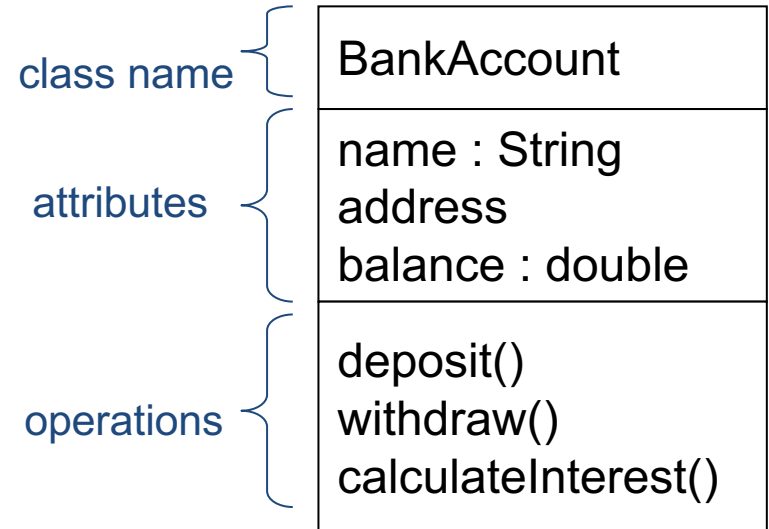 class name
BankAccount
attributes
name : String
address
balance : double
operations
deposit()
withdraw()
calculateInterest()